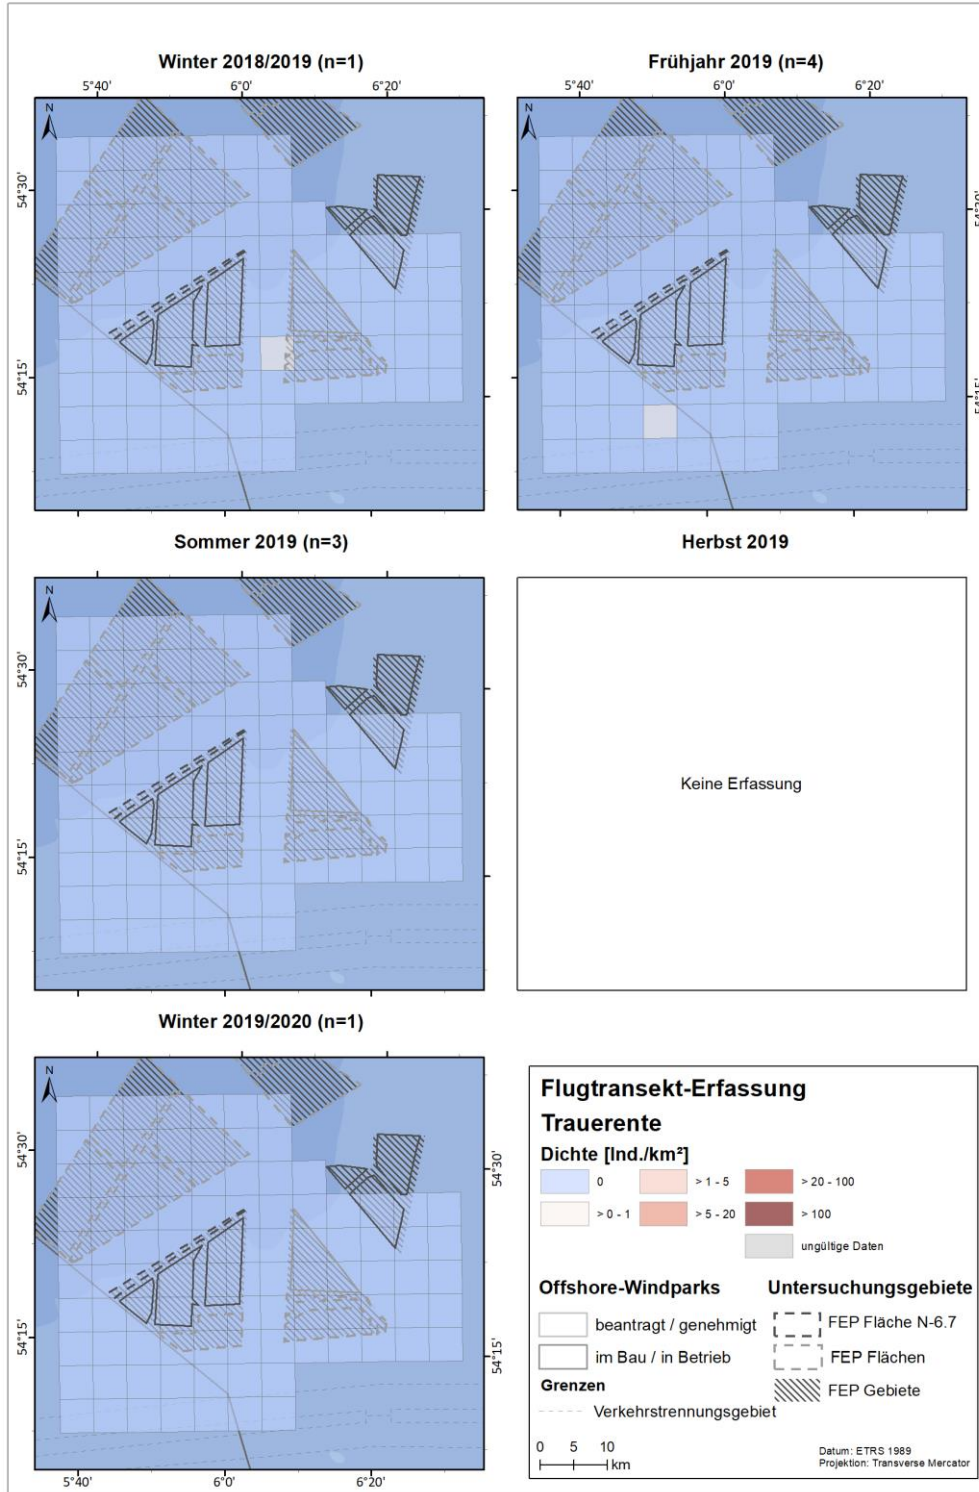 Winter 2018/2019 (n=1)
5°40' 6°0' 6°20'
N
54°30'
54°15'
Frühjahr 2019 (n=4)
5°40' 6°0' 6°20'
N
54°30'
54°15'
Sommer 2019 (n=3)
N
54°30'
54°15'
Herbst 2019
Keine Erfassung
Winter 2019/2020 (n=1)
N
54°30'
54°15'
54°30'
54°15'
5°40' 6°0' 6°20'
Flugtransekt-Erfassung
Trauerente
Dichte [Ind./km²]
0 > 1 - 5 > 20 - 100
> 0 - 1 > 5 - 20 > 100
ungültige Daten
Offshore-Windparks
beantragt / genehmigt
im Bau / in Betrieb
Grenzen
Verkehrstrennungsgebiet
Untersuchungsgebiete
FEP Fläche N-6.7
FEP Flächen
FEP Gebiete
0 5 10
km
Datum: ETRS 1989
Projektion: Transverse Mercator